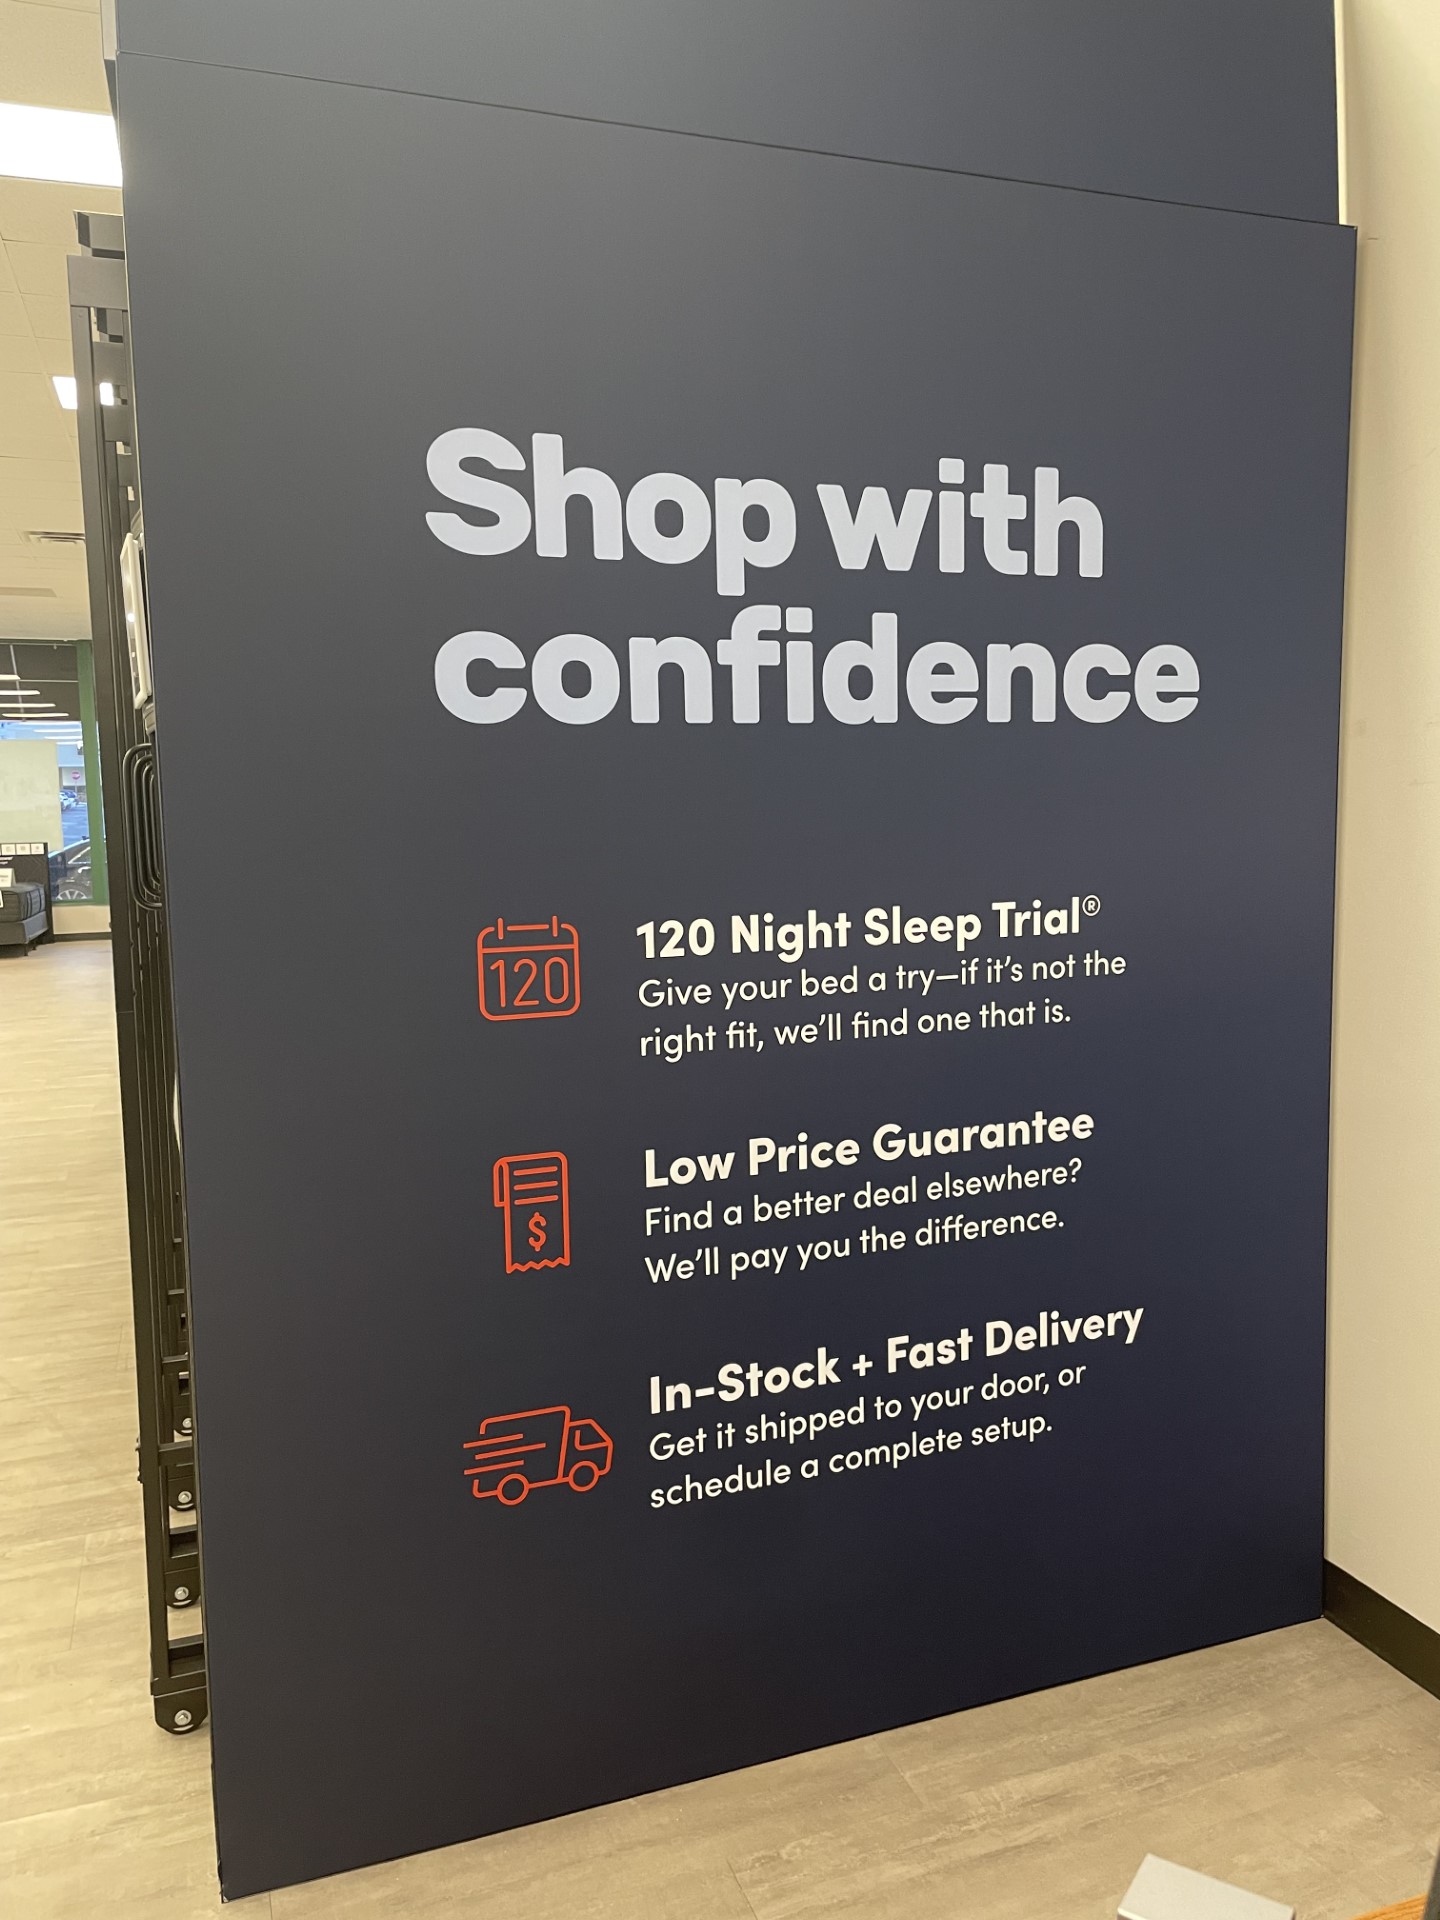 Shop with
confidence
120
120 Night Sleep Trial®
Give your bed a try—if it's not the
right fit, we'll find one that is.
$
Low Price Guarantee
Find a better deal elsewhere?
We'll pay you the difference.
In-Stock + Fast Delivery
Get it shipped to your door, or
schedule a complete setup.